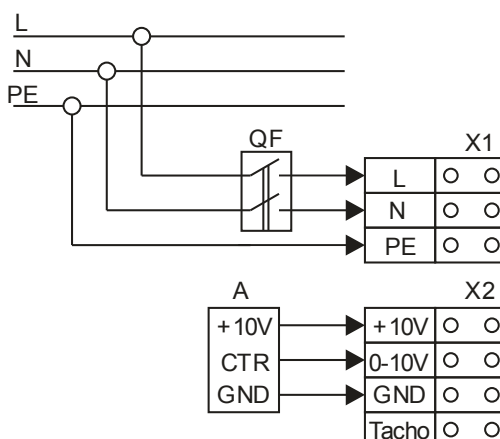 L
N
PE
QF
X1
L
N
PE
A
X2
+10V
+10V
CTR
0-10V
GND
GND
Tacho